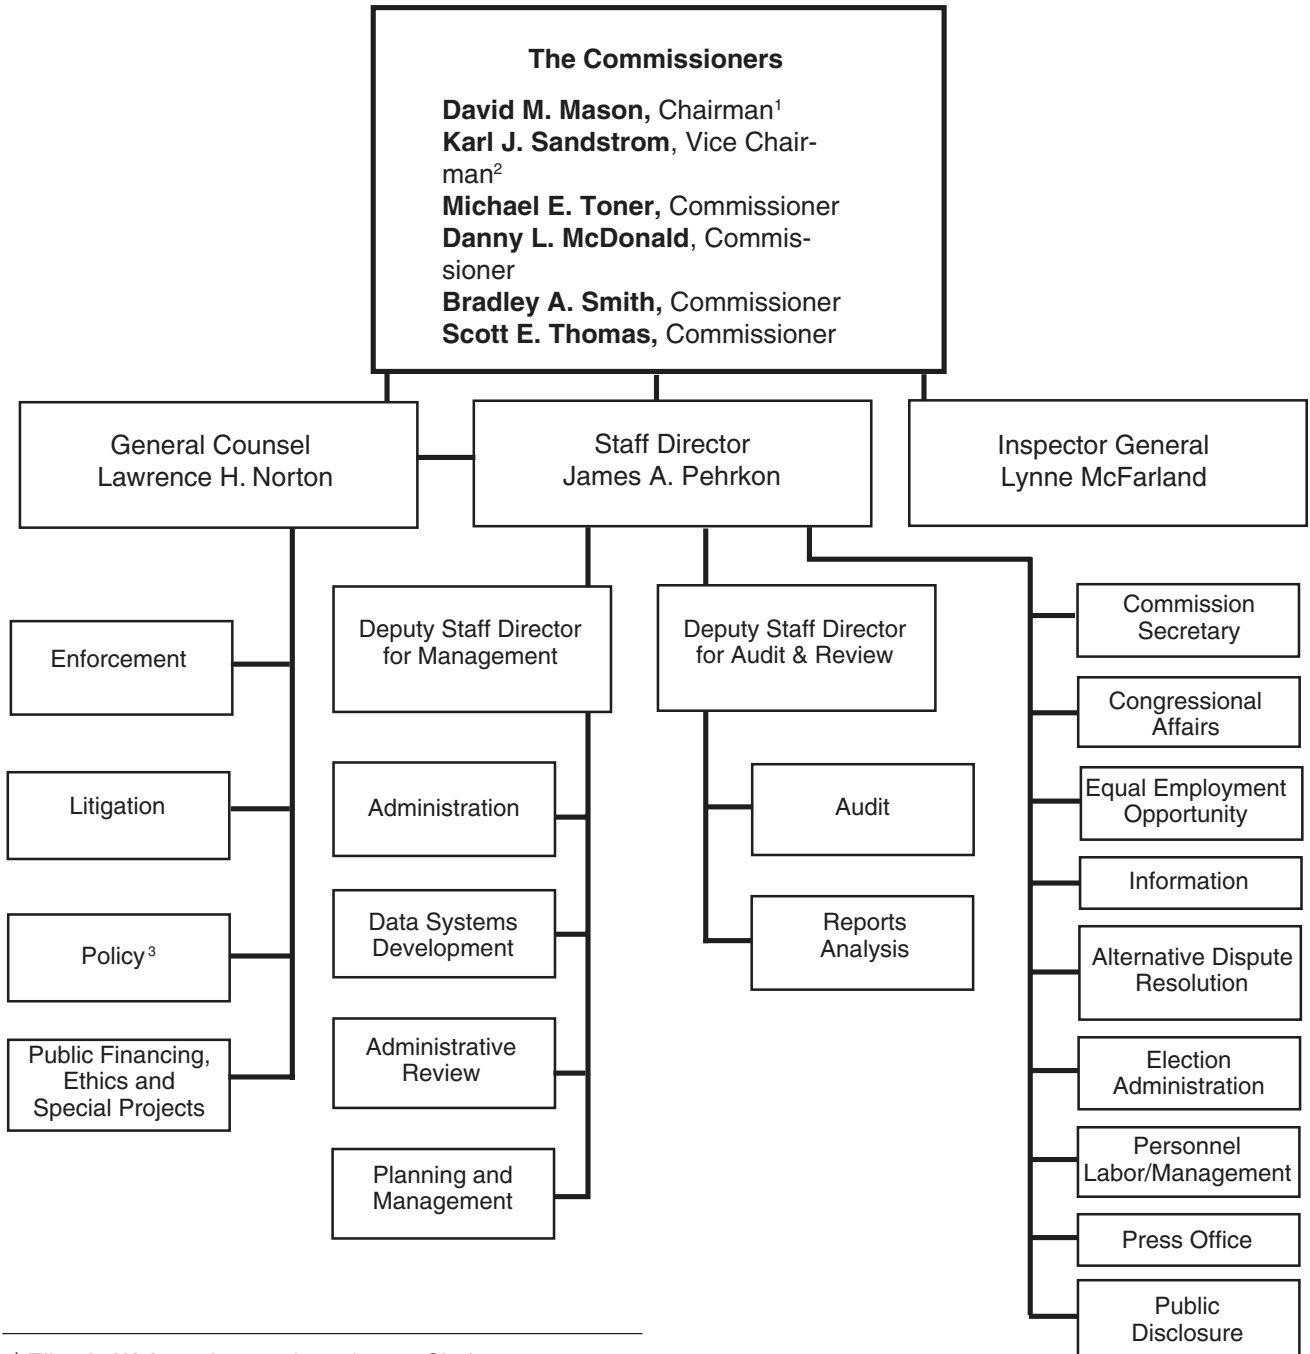 The Commissioners
David M. Mason, Chairman¹
Karl J. Sandstrom, Vice Chair-
man²
Michael E. Toner, Commissioner
Danny L. McDonald, Commis-
sioner
Bradley A. Smith, Commissioner
Scott E. Thomas, Commissioner
General Counsel
Lawrence H. Norton
Staff Director
James A. Pehrkon
Inspector General
Lynne McFarland
Enforcement
Litigation
Policy³
Public Financing,
Ethics and
Special Projects
Deputy Staff Director
for Management
Administration
Data Systems
Development
Administrative
Review
Planning and
Management
Deputy Staff Director
for Audit & Review
Audit
Reports
Analysis
Commission
Secretary
Congressional
Affairs
Equal Employment
Opportunity
Information
Alternative Dispute
Resolution
Election
Administration
Personnel
Labor/Management
Press Office
Public
Disclosure